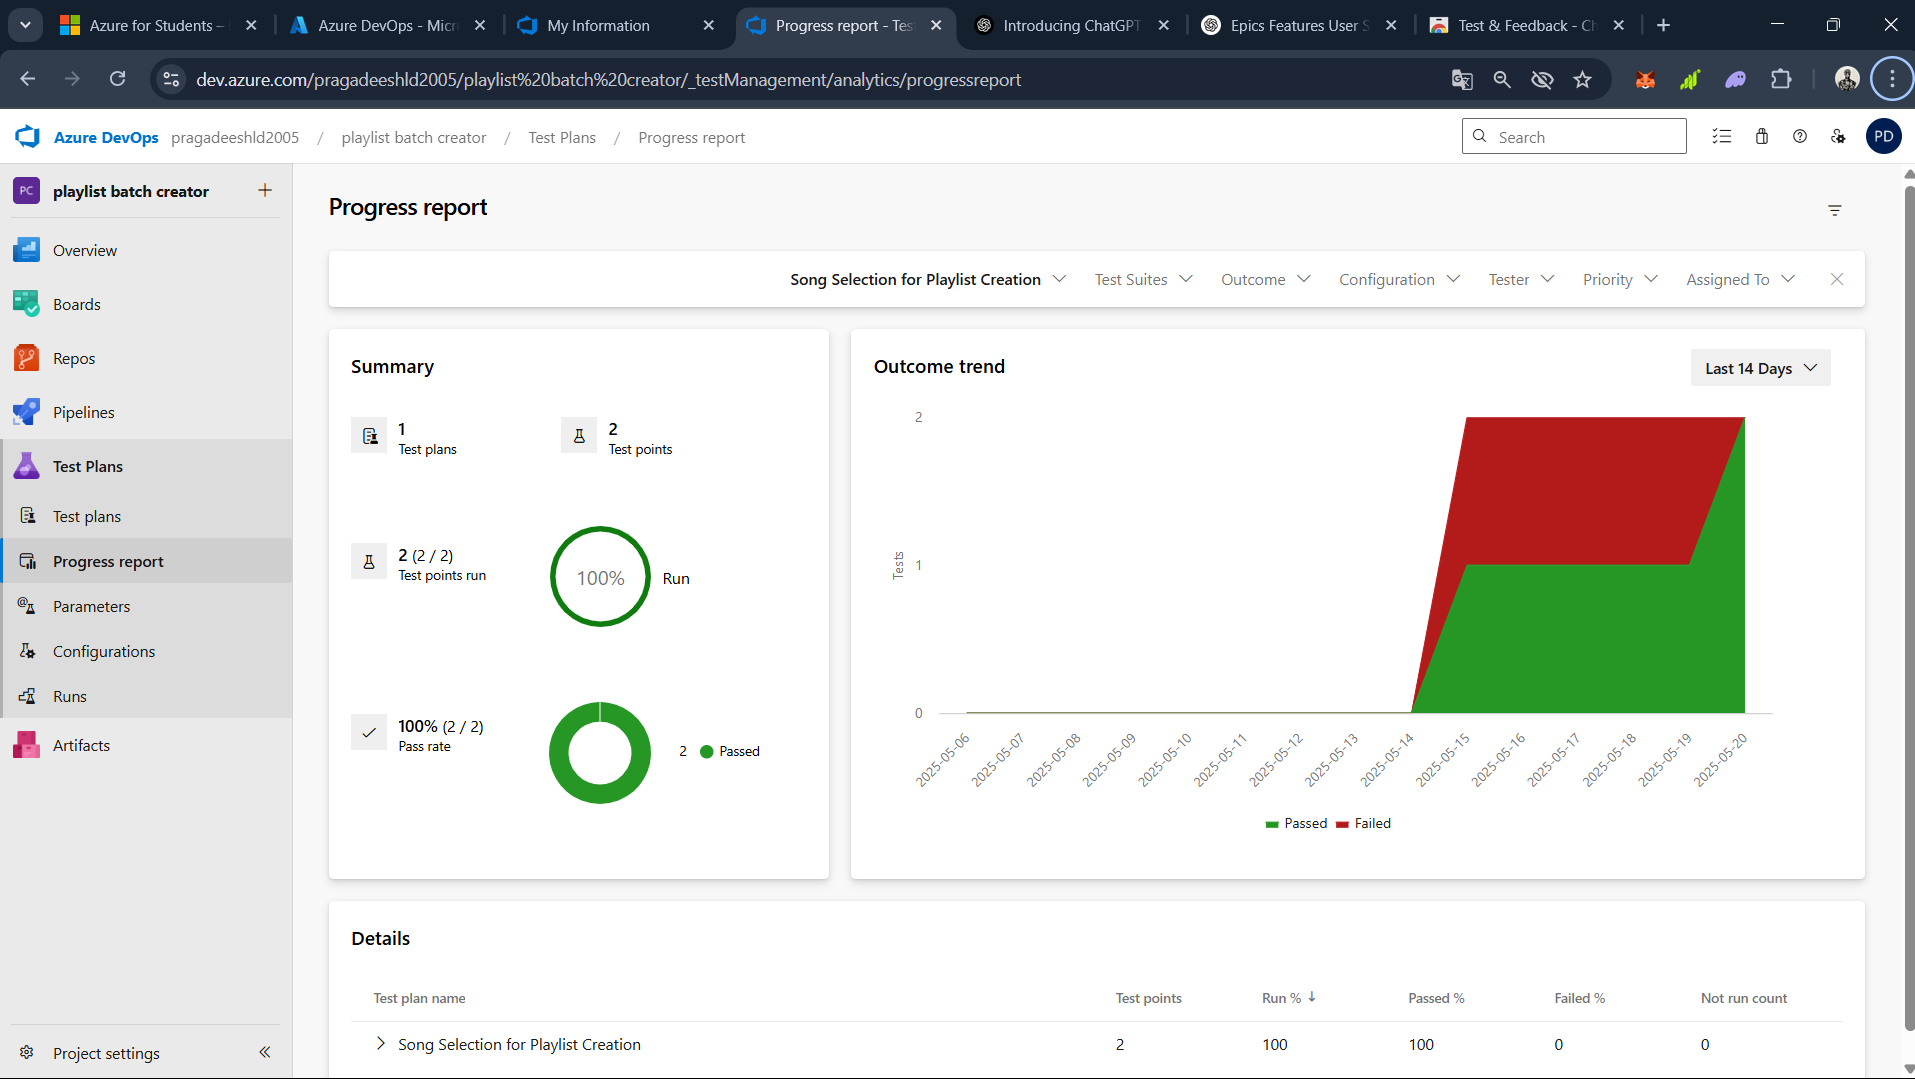 Azure for Students –
Azure DevOps - Micr
My Information
Progress report - Tes
Introducing ChatGPT
Epics Features User S
Test & Feedback - Ch
dev.azure.com/pragadeeshld2005/playlist%20batch%20creator/_testManagement/analytics/progressreport
Azure DevOps pragadeeshld2005 / playlist batch creator / Test Plans / Progress report
Search
PD
PC playlist batch creator
Overview
Boards
Repos
Pipelines
Test Plans
Test plans
Progress report
Parameters
Configurations
Runs
Artifacts
Project settings
Progress report
Song Selection for Playlist Creation Test Suites Outcome Configuration Tester Priority Assigned To
Summary
1
Test plans
2
Test points
2 (2 / 2)
Test points run
100%
Run
100% (2 / 2)
Pass rate
2 Passed
Outcome trend
Last 14 Days
2
1
0
Tests
2025-05-06
2025-05-07
2025-05-08
2025-05-09
2025-05-10
2025-05-11
2025-05-12
2025-05-13
2025-05-14
2025-05-15
2025-05-16
2025-05-17
2025-05-18
2025-05-19
2025-05-20
Passed Failed
Details
Test plan name Test points Run % Passed % Failed % Not run count
Song Selection for Playlist Creation 2 100 100 0 0